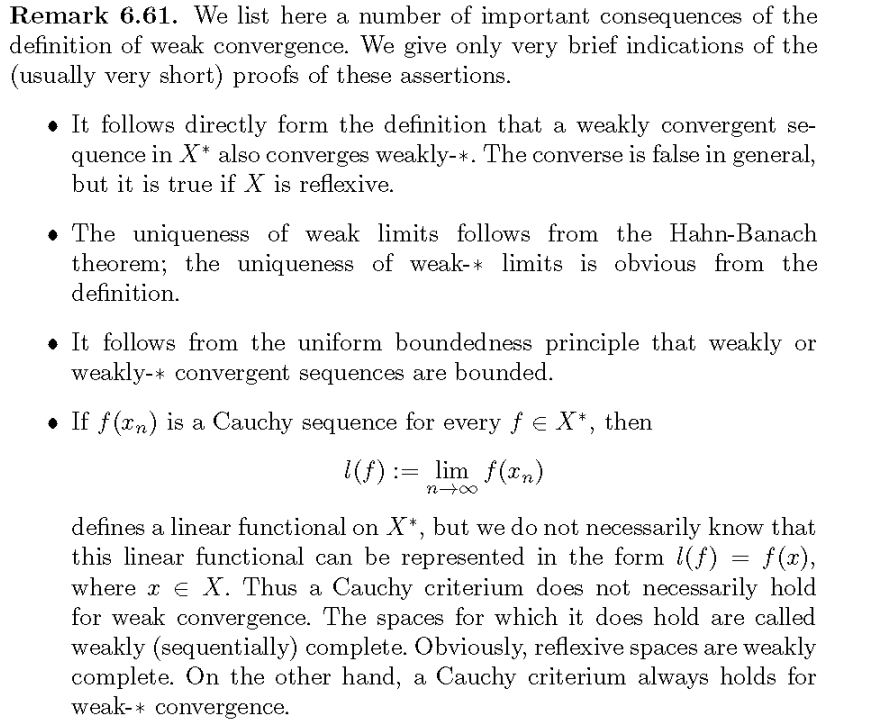 Remark 6.61. We list here a number of important consequences of the
definition of weak convergence. We give only very brief indications of the
(usually very short) proofs of these assertions.
• It follows directly form the definition that a weakly convergent se-
quence in X* also converges weakly-*. The converse is false in general,
but it is true if X is reflexive.
• The uniqueness of weak limits follows from the Hahn-Banach
theorem; the uniqueness of weak-* limits is obvious from the
definition.
• It follows from the uniform boundedness principle that weakly or
weakly-* convergent sequences are bounded.
• If f(xₙ) is a Cauchy sequence for every f ∈ X*, then
l(f) := lim f(xₙ)
n→∞
defines a linear functional on X*, but we do not necessarily know that
this linear functional can be represented in the form l(f) = f(x),
where x ∈ X. Thus a Cauchy criterium does not necessarily hold
for weak convergence. The spaces for which it does hold are called
weakly (sequentially) complete. Obviously, reflexive spaces are weakly
complete. On the other hand, a Cauchy criterium always holds for
weak-* convergence.